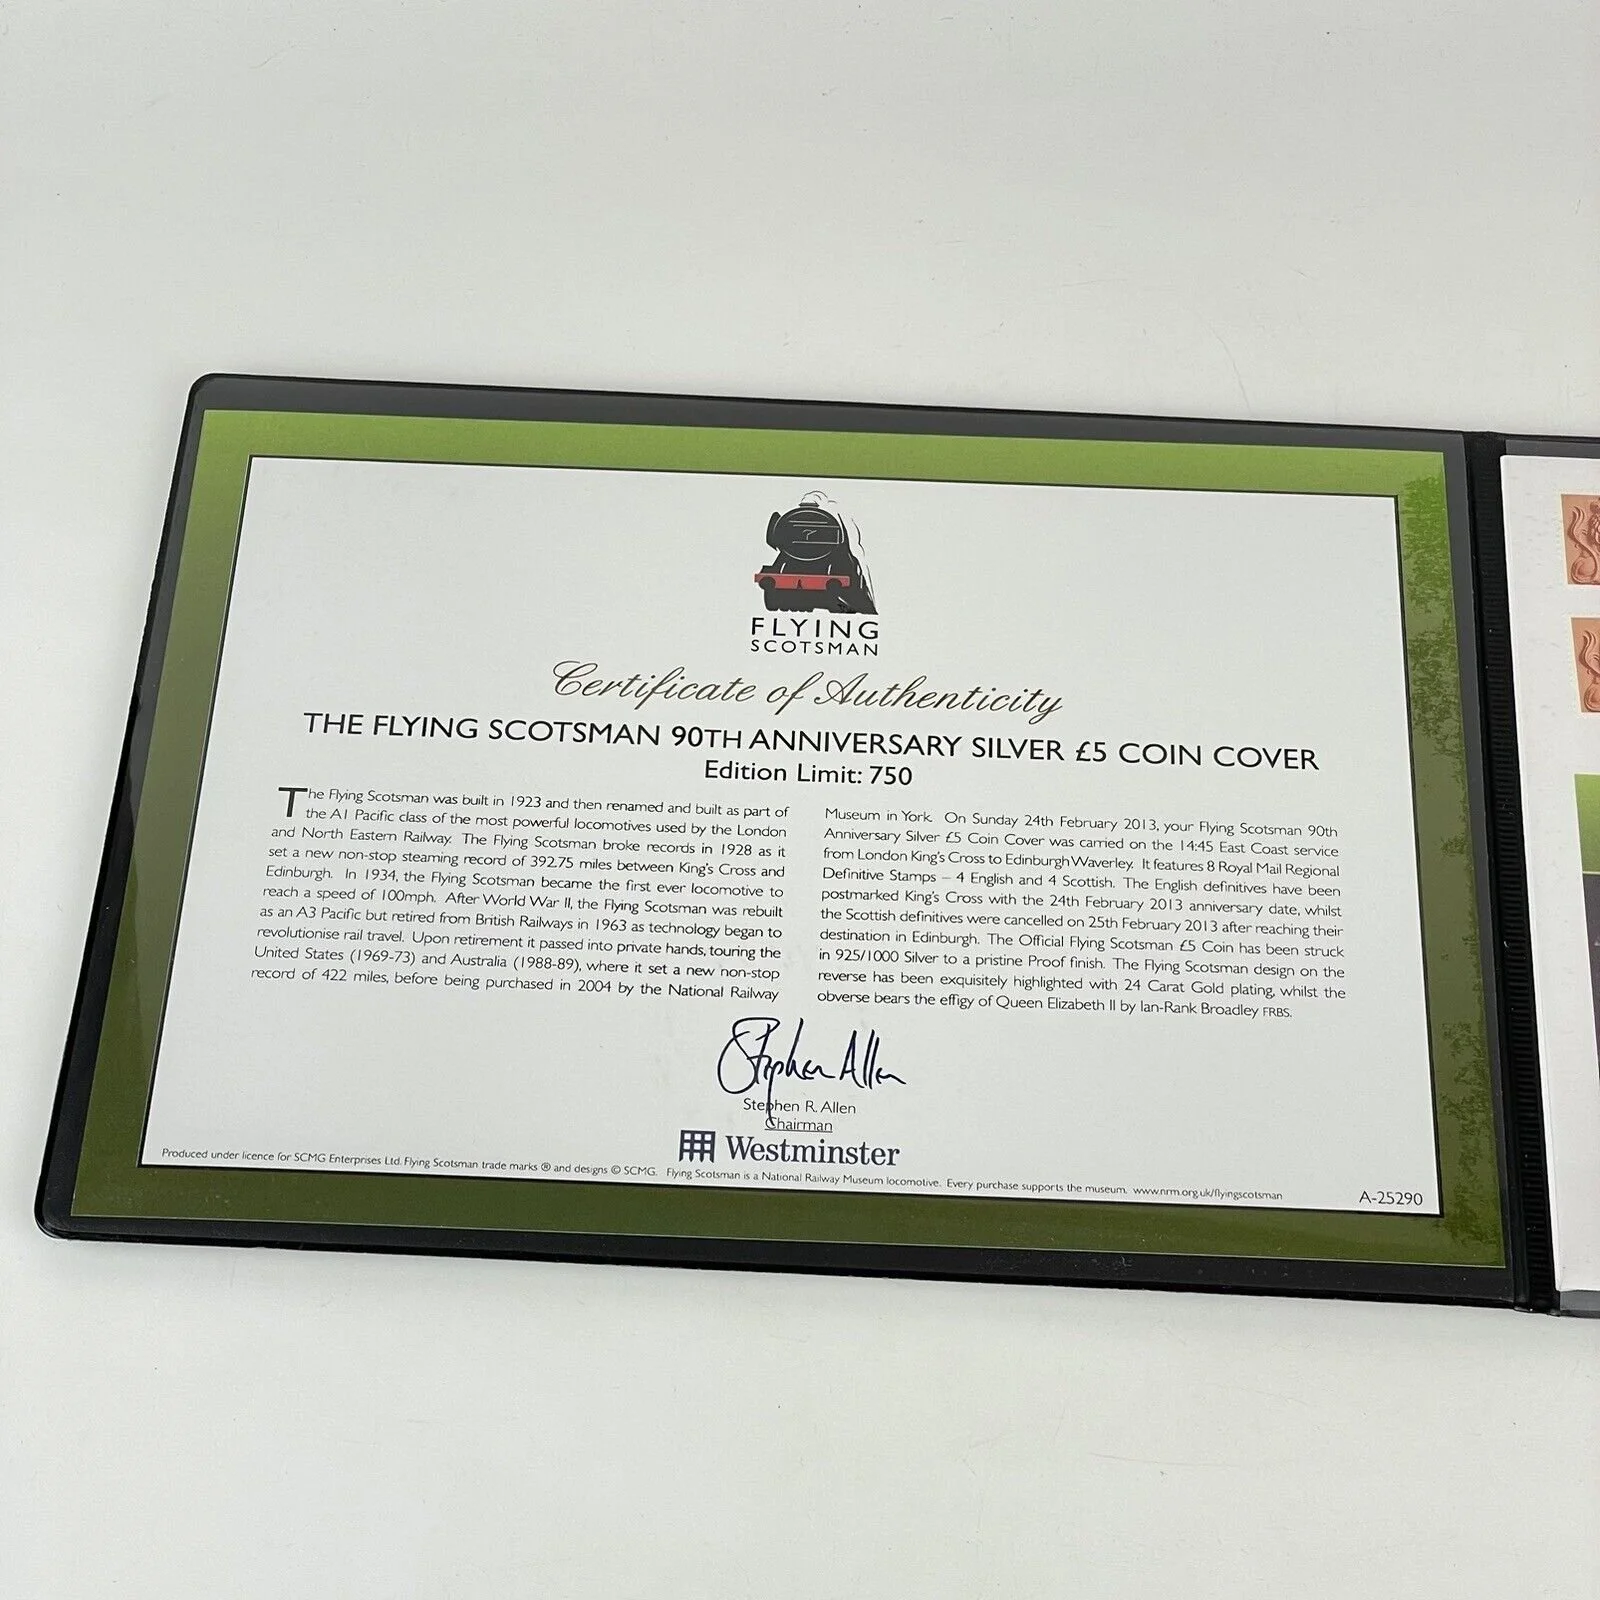 FLYING
SCOTSMAN
Certificate of Authenticity
THE FLYING SCOTSMAN 90TH ANNIVERSARY SILVER £5 COIN COVER
Edition Limit: 750
The Flying Scotsman was built in 1923 and then renamed and built as part of
the A1 Pacific class of the most powerful locomotives used by the London
and North Eastern Railway. The Flying Scotsman broke records in 1928 as it
set a new non-stop steaming record of 392.75 miles between King's Cross and
Edinburgh. In 1934, the Flying Scotsman became the first ever locomotive to
reach a speed of 100mph. After World War II, the Flying Scotsman was rebuilt
as an A3 Pacific but retired from British Railways in 1963 as technology began to
revolutionise rail travel. Upon retirement it passed into private hands, touring the
United States (1969-73) and Australia (1988-89), where it set a new non-stop
record of 422 miles, before being purchased in 2004 by the National Railway
Museum in York. On Sunday 24th February 2013, your Flying Scotsman 90th
Anniversary Silver £5 Coin Cover was carried on the 14:45 East Coast service
from London King's Cross to Edinburgh Waverley. It features 8 Royal Mail Regional
Definitive Stamps – 4 English and 4 Scottish. The English definitives have been
postmarked King's Cross with the 24th February 2013 anniversary date, whilst
the Scottish definitives were cancelled on 25th February 2013 after reaching their
destination in Edinburgh. The Official Flying Scotsman £5 Coin has been struck
in 925/1000 Silver to a pristine Proof finish. The Flying Scotsman design on the
reverse has been exquisitely highlighted with 24 Carat Gold plating, whilst the
obverse bears the effigy of Queen Elizabeth II by Ian-Rank Broadley FRBS.
Stephen Allen
Stephen R. Allen
Chairman
Westminster
Produced under licence for SCMG Enterprises Ltd. Flying Scotsman trade marks ® and designs © SCMG. Flying Scotsman is a National Railway Museum locomotive. Every purchase supports the museum. www.nrm.org.uk/flyingscotsman
A-25290